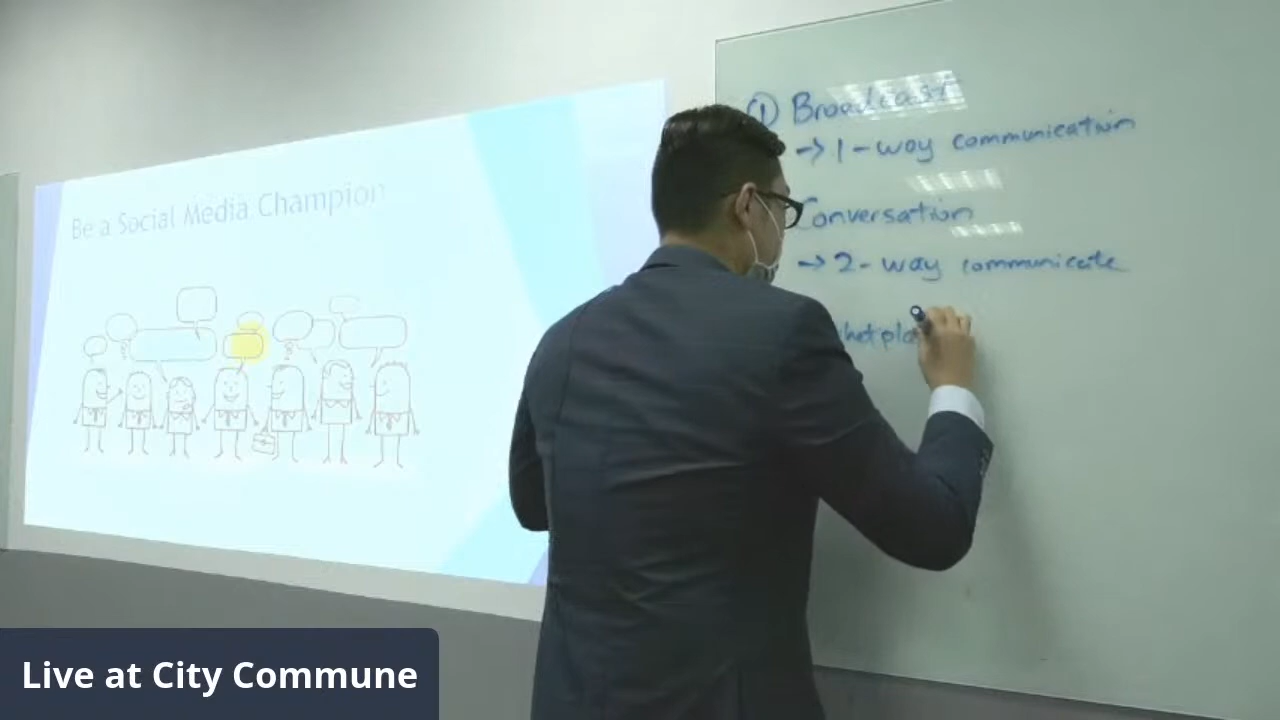 Be a Social Media Champion
① Broadcast
→ 1-way communication
Conversation
→ 2-way communicate
Live at City Commune